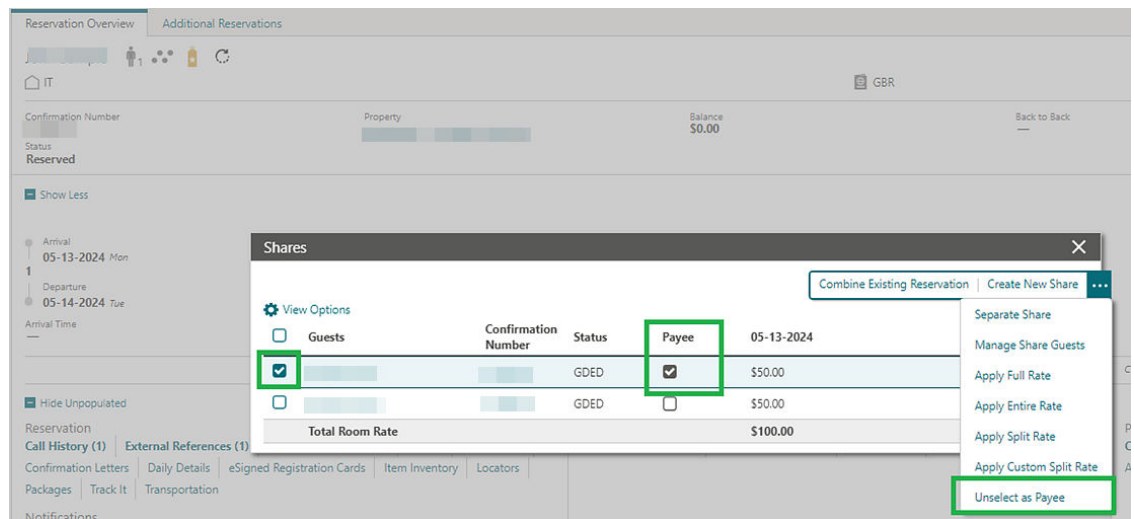 Reservation Overview Additional Reservations
1
IT GBR
Confirmation Number Property Balance Back to Back
$0.00 —
Status
Reserved
Show Less
Arrival
05-13-2024 Mon
1
Departure
05-14-2024 Tue
Arrival Time
—
Shares
Combine Existing Reservation | Create New Share ...
View Options
Guests Confirmation Number Status Payee 05-13-2024
GDED $50.00
GDED $50.00
Total Room Rate $100.00
Separate Share
Manage Share Guests
Apply Full Rate
Apply Entire Rate
Apply Split Rate
Apply Custom Split Rate
Unselect as Payee
Hide Unpopulated
Reservation
Call History (1) External References (1)
Confirmation Letters Daily Details eSigned Registration Cards Item Inventory Locators
Packages Track It Transportation
Notifications